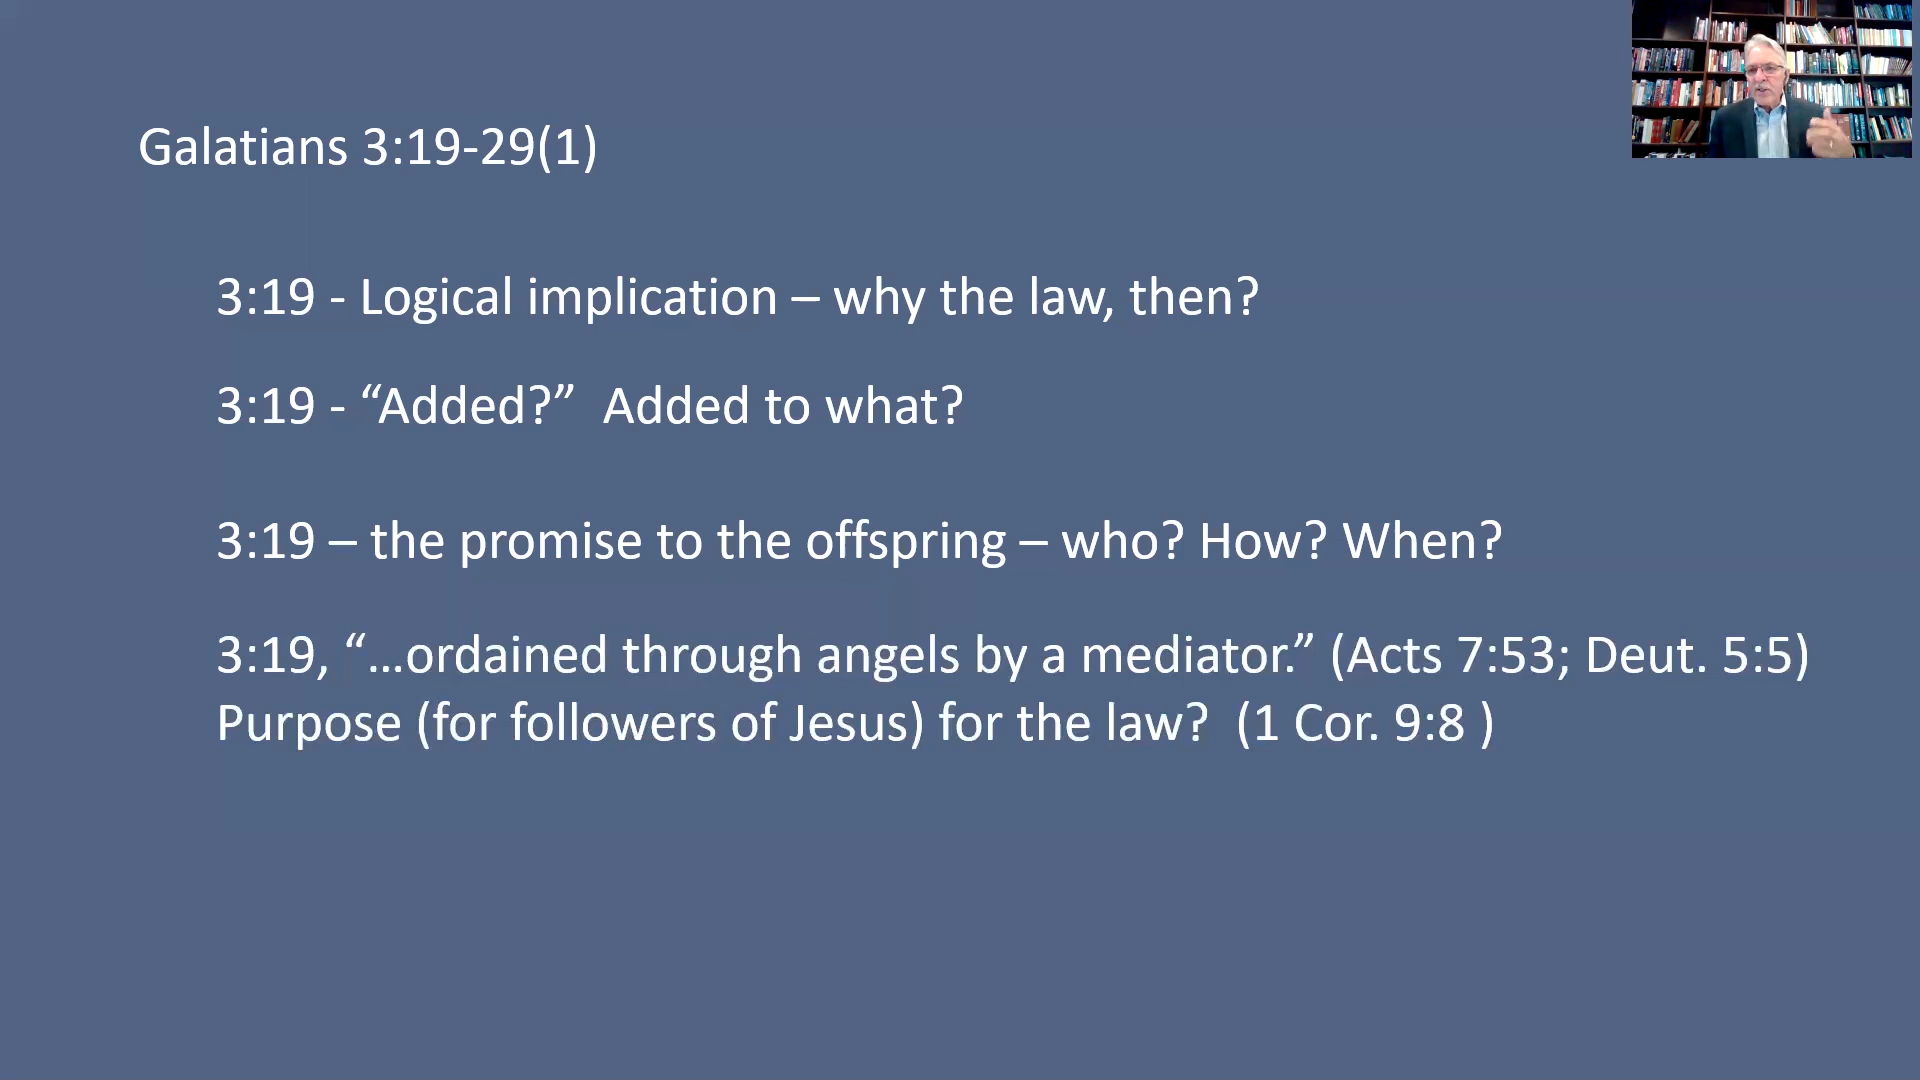 Galatians 3:19-29(1)
3:19 - Logical implication – why the law, then?
3:19 - “Added?”  Added to what?
3:19 – the promise to the offspring – who? How? When?
3:19, “…ordained through angels by a mediator.” (Acts 7:53; Deut. 5:5)
Purpose (for followers of Jesus) for the law?  (1 Cor. 9:8 )